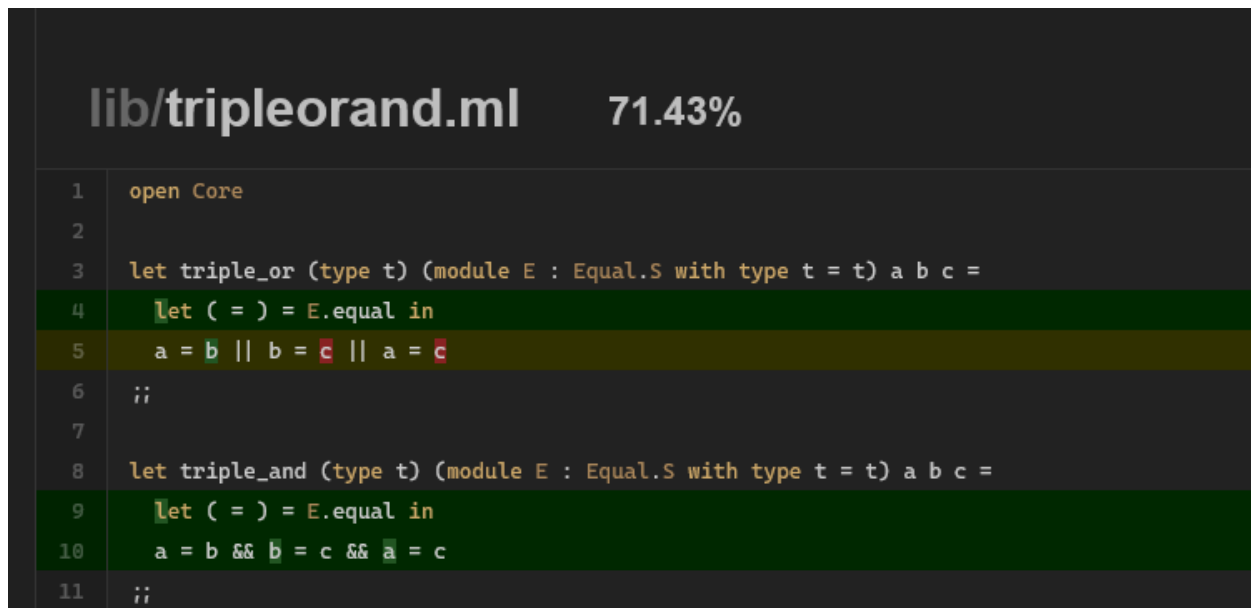 lib/tripleorand.ml 71.43%
1 open Core
2
3 let triple_or (type t) (module E : Equal.S with type t = t) a b c =
4 let ( = ) = E.equal in
5 a = b || b = c || a = c
6 ;;
7
8 let triple_and (type t) (module E : Equal.S with type t = t) a b c =
9 let ( = ) = E.equal in
10 a = b && b = c && a = c
11 ;;